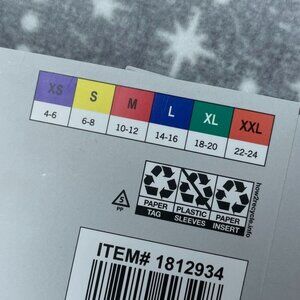 XS S M L XL XXL
4-6 6-8 10-12 14-16 18-20 22-24
PAPER PLASTIC PAPER
TAG SLEEVES INSERT
how2recycle.info
5
PP
ITEM# 1812934